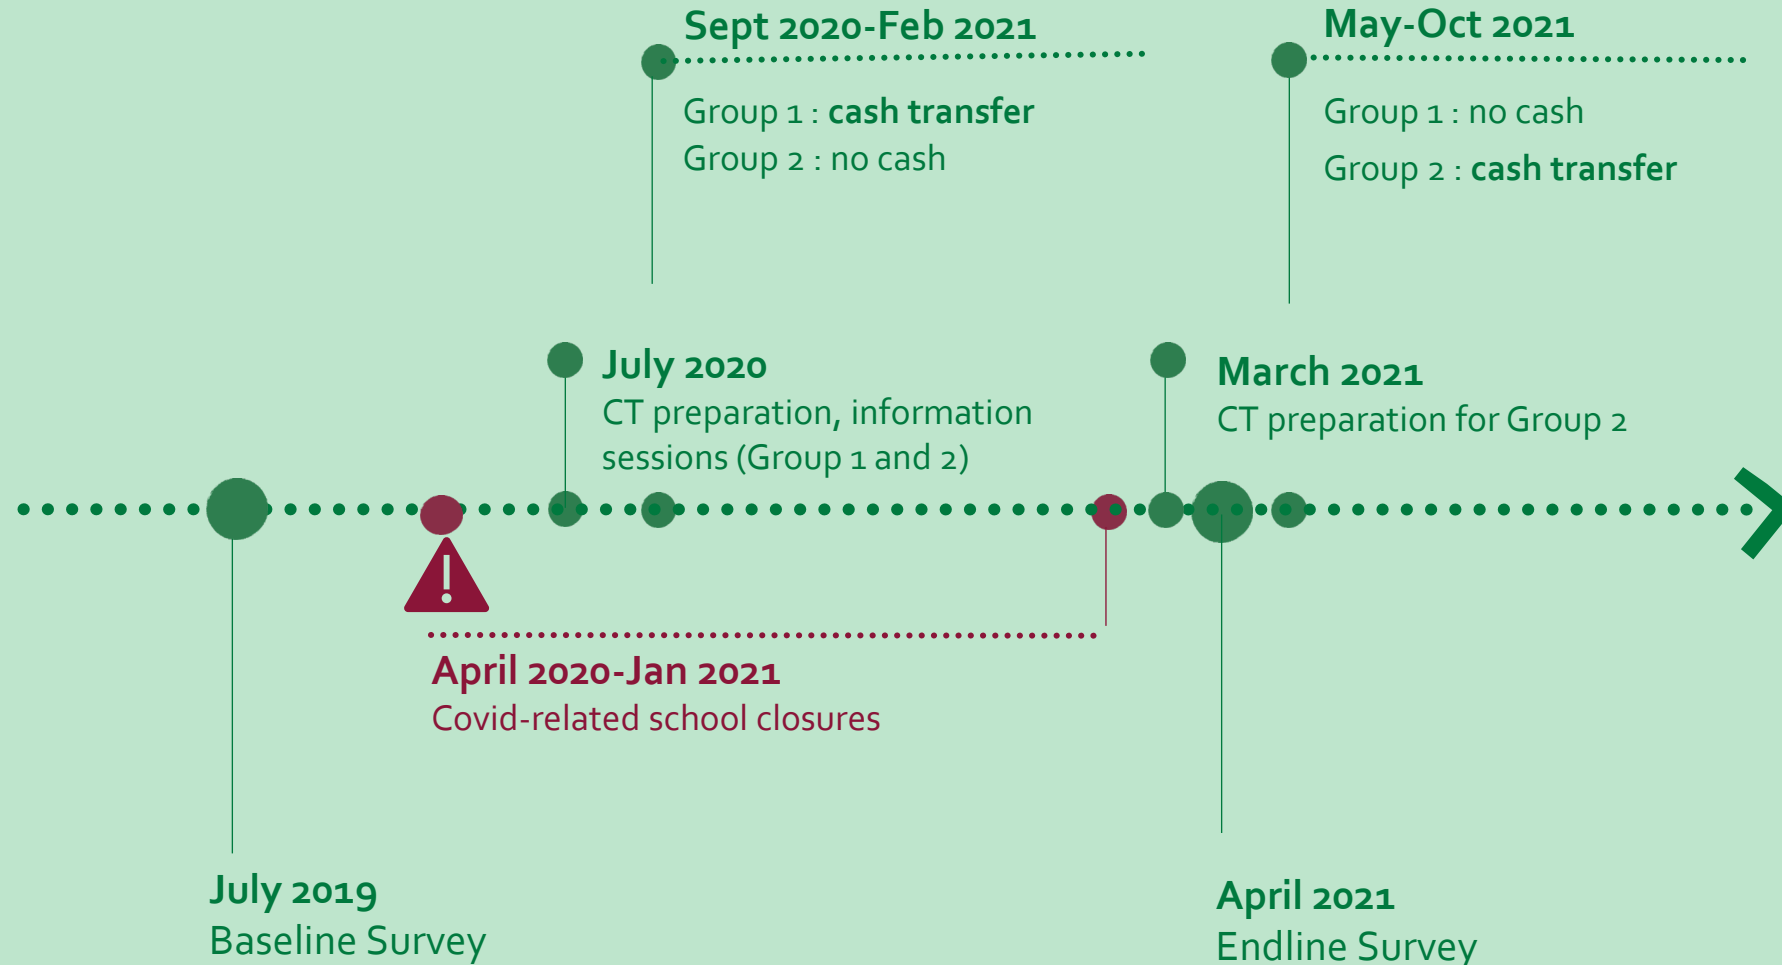 Sept 2020-Feb 2021
Group 1 : cash transfer
Group 2 : no cash
May-Oct 2021
Group 1 : no cash
Group 2 : cash transfer
July 2020
CT preparation, information
sessions (Group 1 and 2)
March 2021
CT preparation for Group 2
April 2020-Jan 2021
Covid-related school closures
July 2019
Baseline Survey
April 2021
Endline Survey